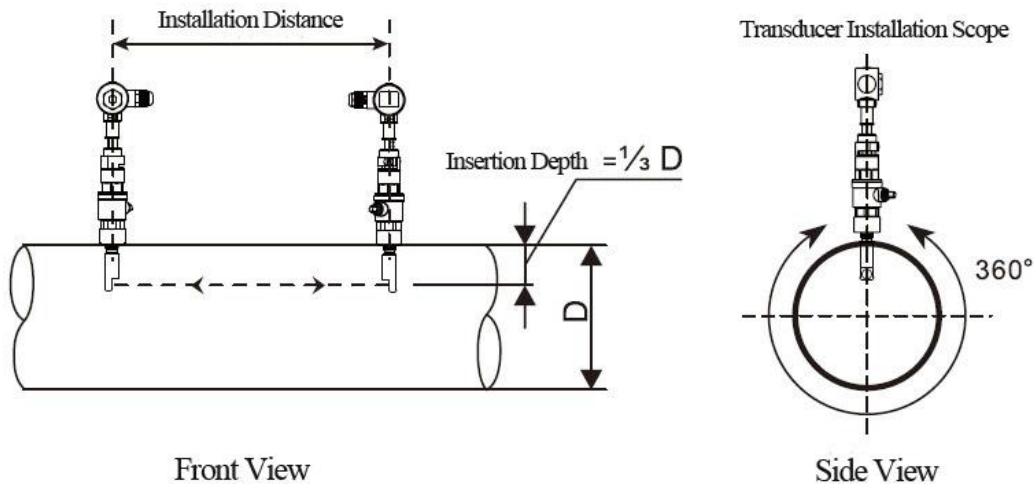 Installation Distance
Transducer Installation Scope
Insertion Depth = ⅓ D
D
360°
Front View
Side View